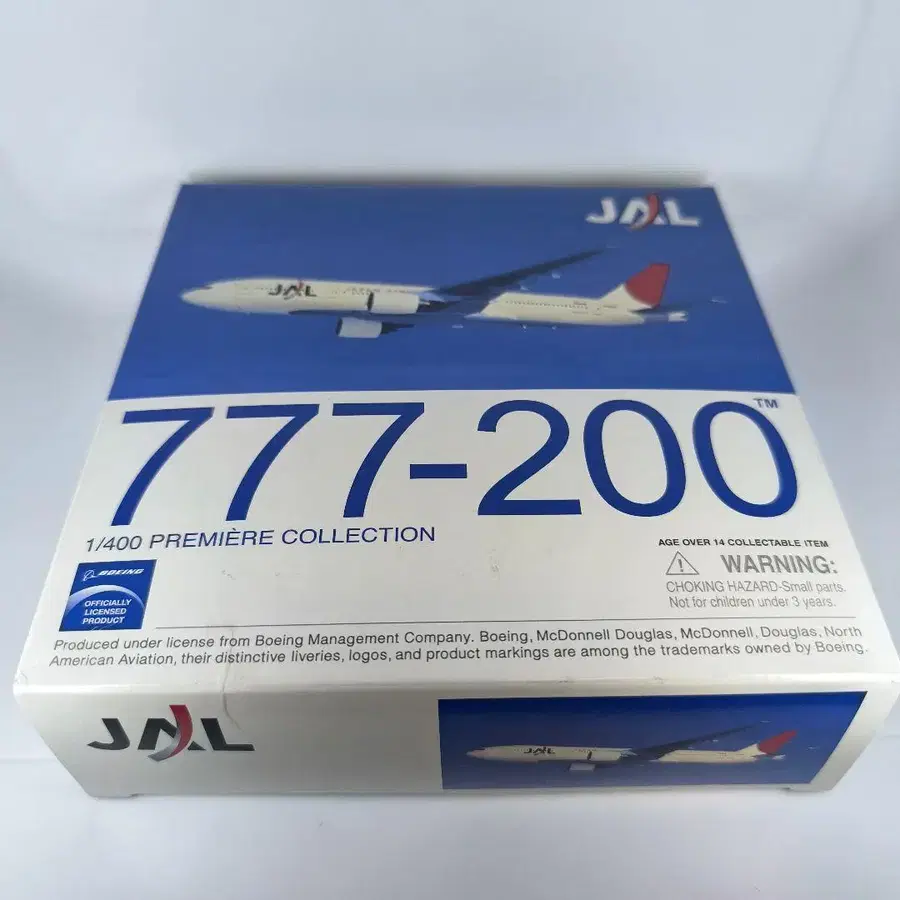 JAL
JAL
777-200™
1/400 PREMIÈRE COLLECTION
AGE OVER 14 COLLECTABLE ITEM
WARNING:
CHOKING HAZARD-Small parts.
Not for children under 3 years.
BOEING
OFFICIALLY
LICENSED
PRODUCT
Produced under license from Boeing Management Company. Boeing, McDonnell Douglas, McDonnell, Douglas, North
American Aviation, their distinctive liveries, logos, and product markings are among the trademarks owned by Boeing.
JAL
JAL